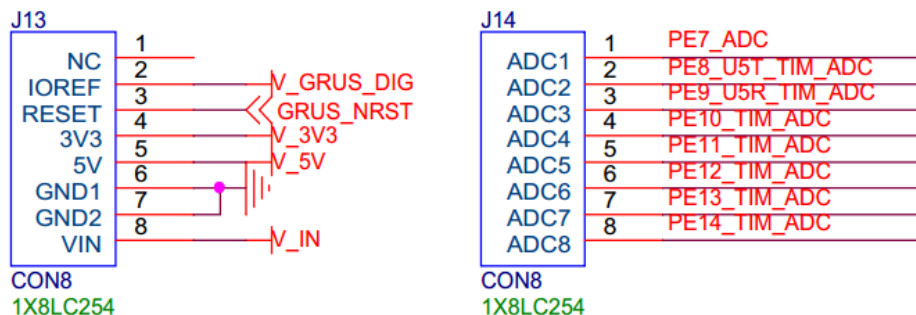 J13
NC 1
IOREF 2 V_GRUS_DIG
RESET 3 GRUS_NRST
3V3 4 V_3V3
5V 5 V_5V
GND1 6
GND2 7
VIN 8 V_IN
CON8
1X8LC254
J14
ADC1 1 PE7_ADC
ADC2 2 PE8_U5T_TIM_ADC
ADC3 3 PE9_U5R_TIM_ADC
ADC4 4 PE10_TIM_ADC
ADC5 5 PE11_TIM_ADC
ADC6 6 PE12_TIM_ADC
ADC7 7 PE13_TIM_ADC
ADC8 8 PE14_TIM_ADC
CON8
1X8LC254